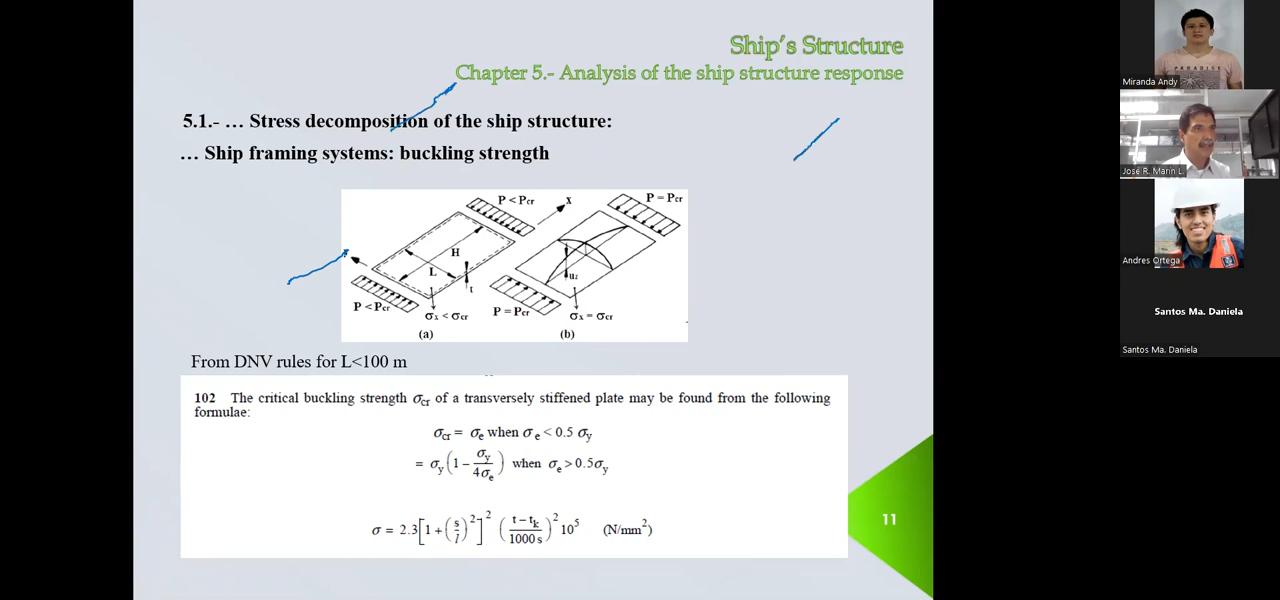 Ship's Structure
Chapter 5.- Analysis of the ship structure response
5.1.- … Stress decomposition of the ship structure:
… Ship framing systems: buckling strength
P < Pcr
X
P = Pcr
H
L
t
uz
P < Pcr
σx < σcr
P = Pcr
σx = σcr
(a)
(b)
From DNV rules for L<100 m
102 The critical buckling strength σcr of a transversely stiffened plate may be found from the following
formulae:
σcr = σe when σe < 0.5 σy
= σy(1 − σy/4σe) when σe > 0.5σy
σ = 2.3[1 + (s/l)²]² ((t − tk)/1000 s)² 10⁵ (N/mm²)
11
PARADISE
Miranda Andy
José R. Marín L.
Andres Ortega
Santos Ma. Daniela
Santos Ma. Daniela